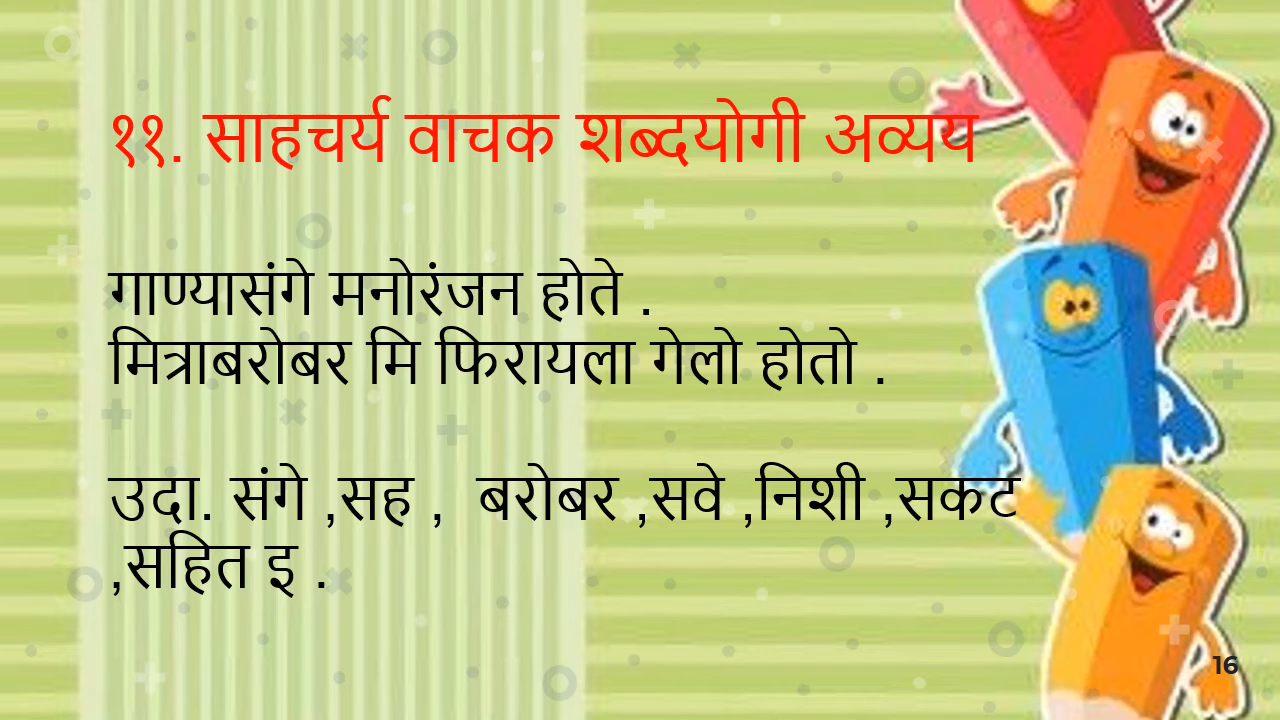 ११. साहचर्य वाचक शब्दयोगी अव्यय
गाण्यासंगे मनोरंजन होते .
मित्राबरोबर मि फिरायला गेलो होतो .
उदा. संगे ,सह ,  बरोबर ,सवे ,निशी ,सकट
,सहित इ .
16